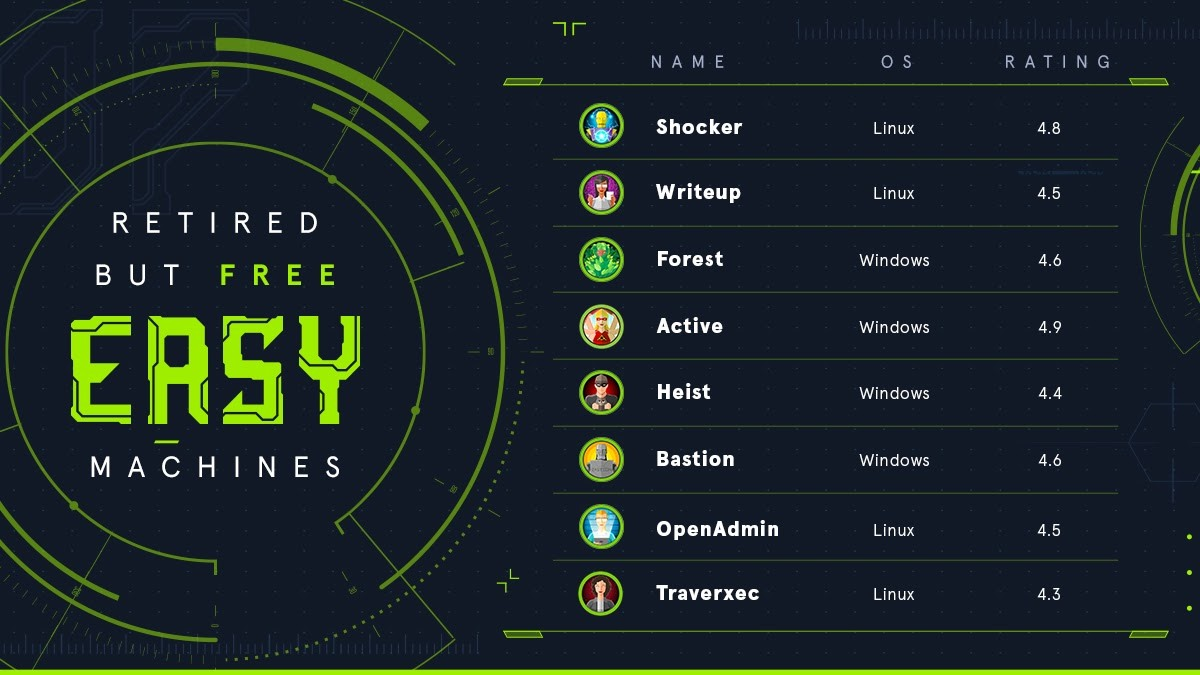 RETIRED
BUT FREE
EASY
MACHINES
NAME OS RATING
Shocker Linux 4.8
Writeup Linux 4.5
Forest Windows 4.6
Active Windows 4.9
Heist Windows 4.4
Bastion Windows 4.6
OpenAdmin Linux 4.5
Traverxec Linux 4.3